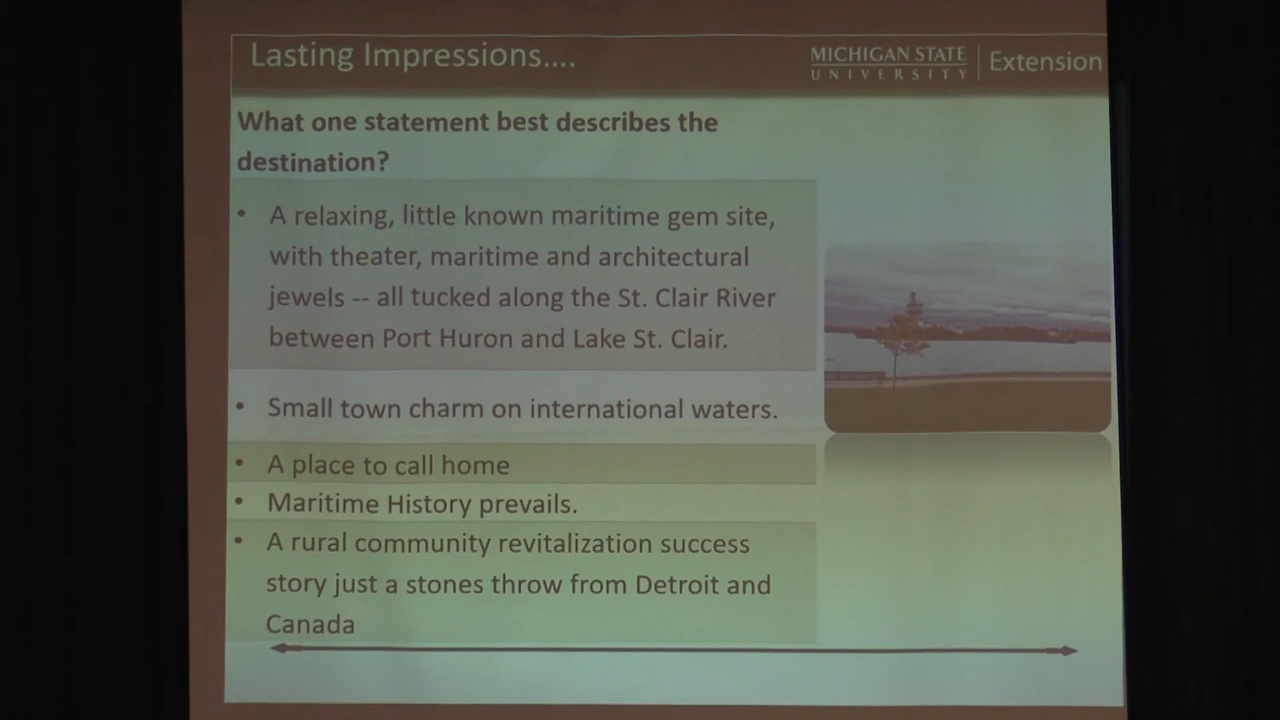 Lasting Impressions....
MICHIGAN STATE
UNIVERSITY
Extension
What one statement best describes the
destination?
• A relaxing, little known maritime gem site,
with theater, maritime and architectural
jewels -- all tucked along the St. Clair River
between Port Huron and Lake St. Clair.
• Small town charm on international waters.
• A place to call home
• Maritime History prevails.
• A rural community revitalization success
story just a stones throw from Detroit and
Canada